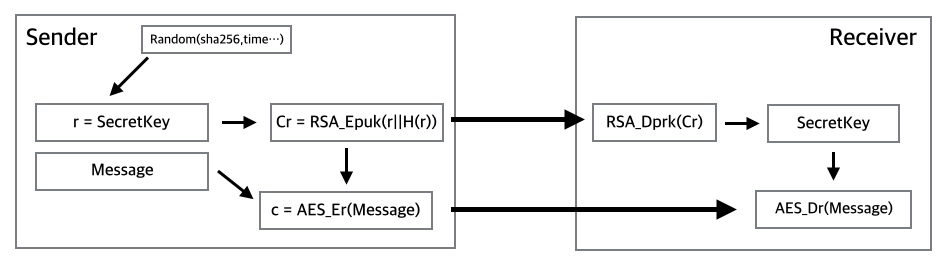 Sender
Receiver
Random(sha256,time…)
r = SecretKey
Cr = RSA_Epuk(r||H(r))
RSA_Dprk(Cr)
SecretKey
Message
c = AES_Er(Message)
AES_Dr(Message)